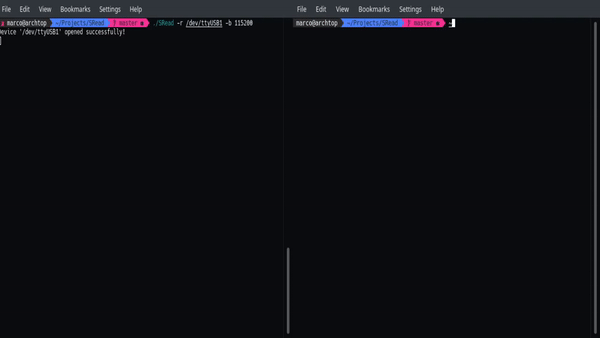 File Edit View Bookmarks Settings Help
marco@archtop ~/Projects/SRead master ./SRead -r /dev/ttyUSB1 -b 115200
Device '/dev/ttyUSB1' opened successfully!
File Edit View Bookmarks Settings Help
marco@archtop ~/Projects/SRead master